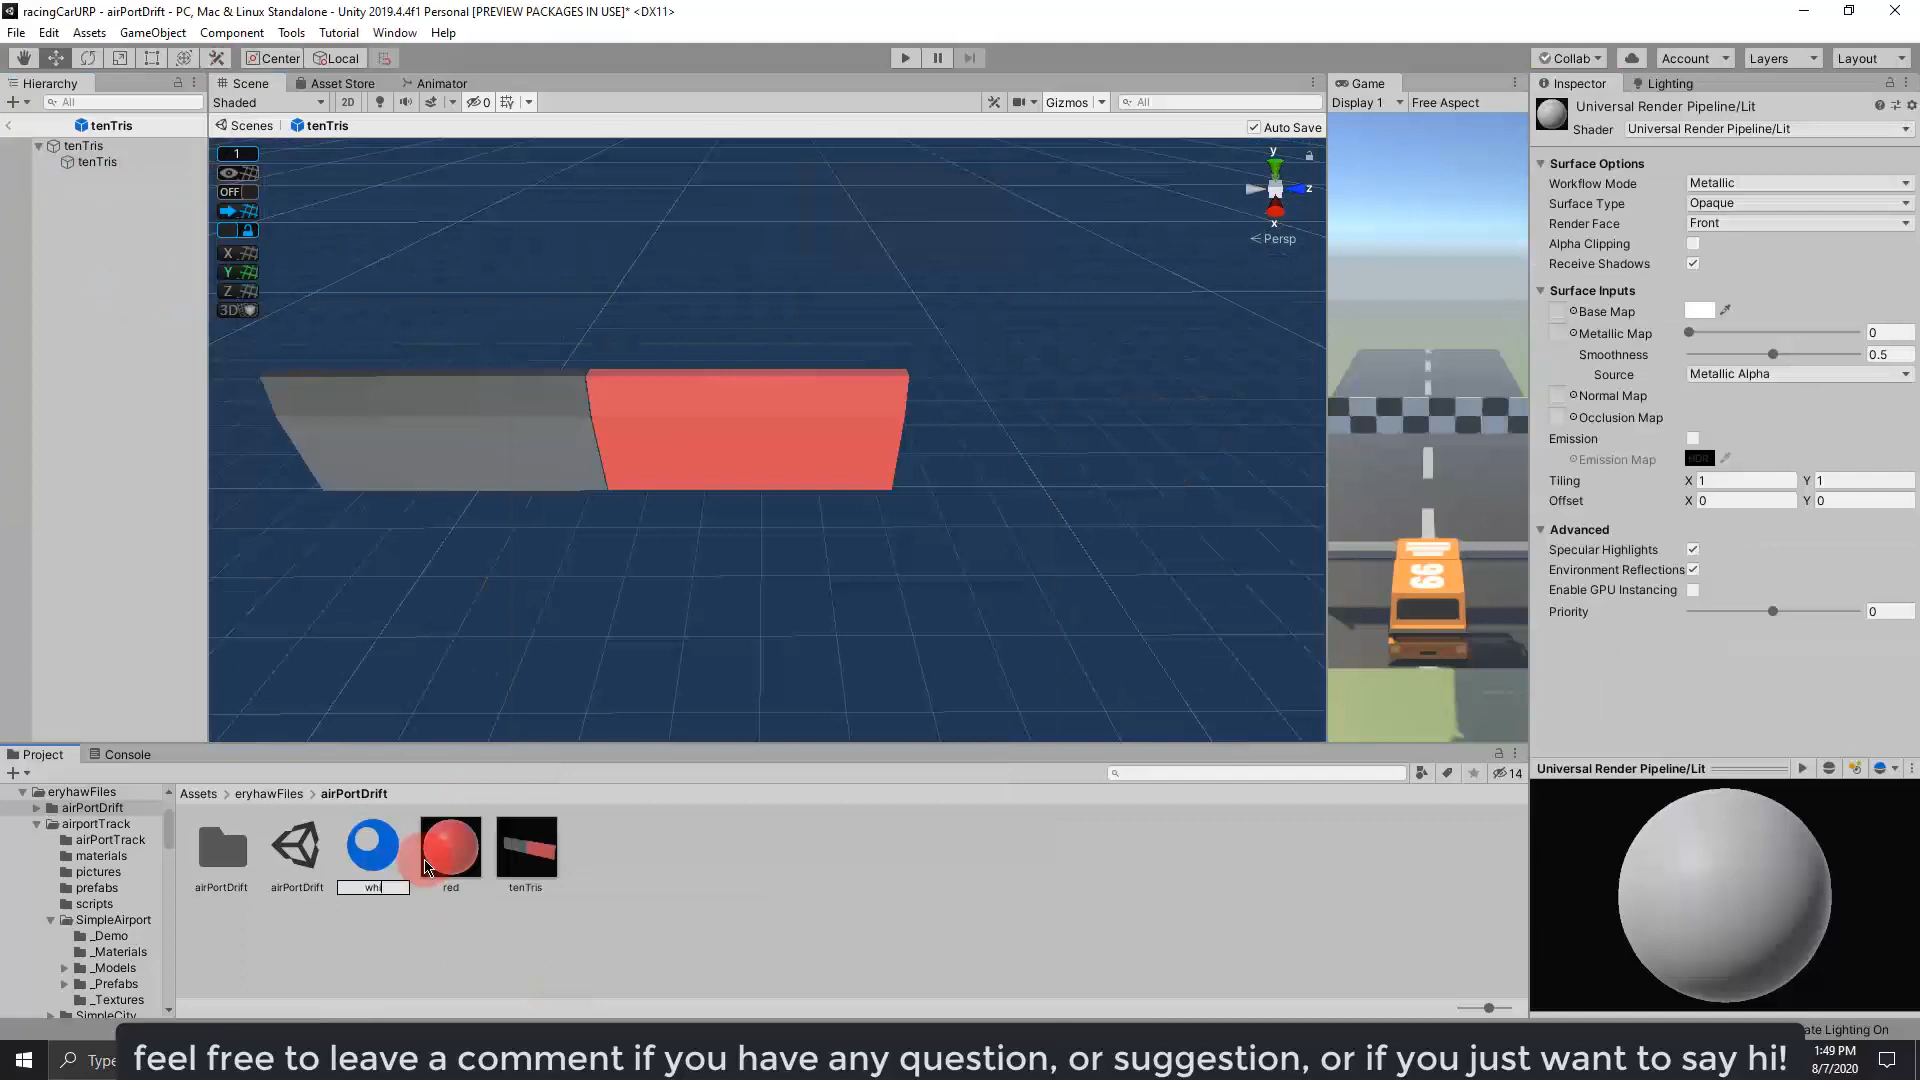 racingCarURP - airPortDrift - PC, Mac & Linux Standalone - Unity 2019.4.4f1 Personal [PREVIEW PACKAGES IN USE]* <DX11>
File Edit Assets GameObject Component Tools Tutorial Window Help
Center Local Collab Account Layers Layout
Hierarchy Scene Asset Store Animator Game Inspector Lighting
All Shaded 2D 0 Gizmos All Display 1 Free Aspect
Universal Render Pipeline/Lit
Shader Universal Render Pipeline/Lit
tenTris Scenes tenTris Auto Save
tenTris
tenTris
1
OFF
X
Y
Z
3D
y
z
x
Persp
66
Surface Options
Workflow Mode Metallic
Surface Type Opaque
Render Face Front
Alpha Clipping
Receive Shadows
Surface Inputs
Base Map
Metallic Map 0
Smoothness 0.5
Source Metallic Alpha
Normal Map
Occlusion Map
Emission
Emission Map HDR
Tiling X 1 Y 1
Offset X 0 Y 0
Advanced
Specular Highlights
Environment Reflections
Enable GPU Instancing
Priority 0
Project Console
14
Universal Render Pipeline/Lit
Assets eryhawFiles airPortDrift
eryhawFiles
airPortDrift
airportTrack
airPortTrack
materials
pictures
prefabs
scripts
SimpleAirport
_Demo
_Materials
_Models
_Prefabs
_Textures
SimpleCity
airPortDrift airPortDrift whi red tenTris
ate Lighting On
Type
feel free to leave a comment if you have any question, or suggestion, or if you just want to say hi!
1:49 PM
8/7/2020